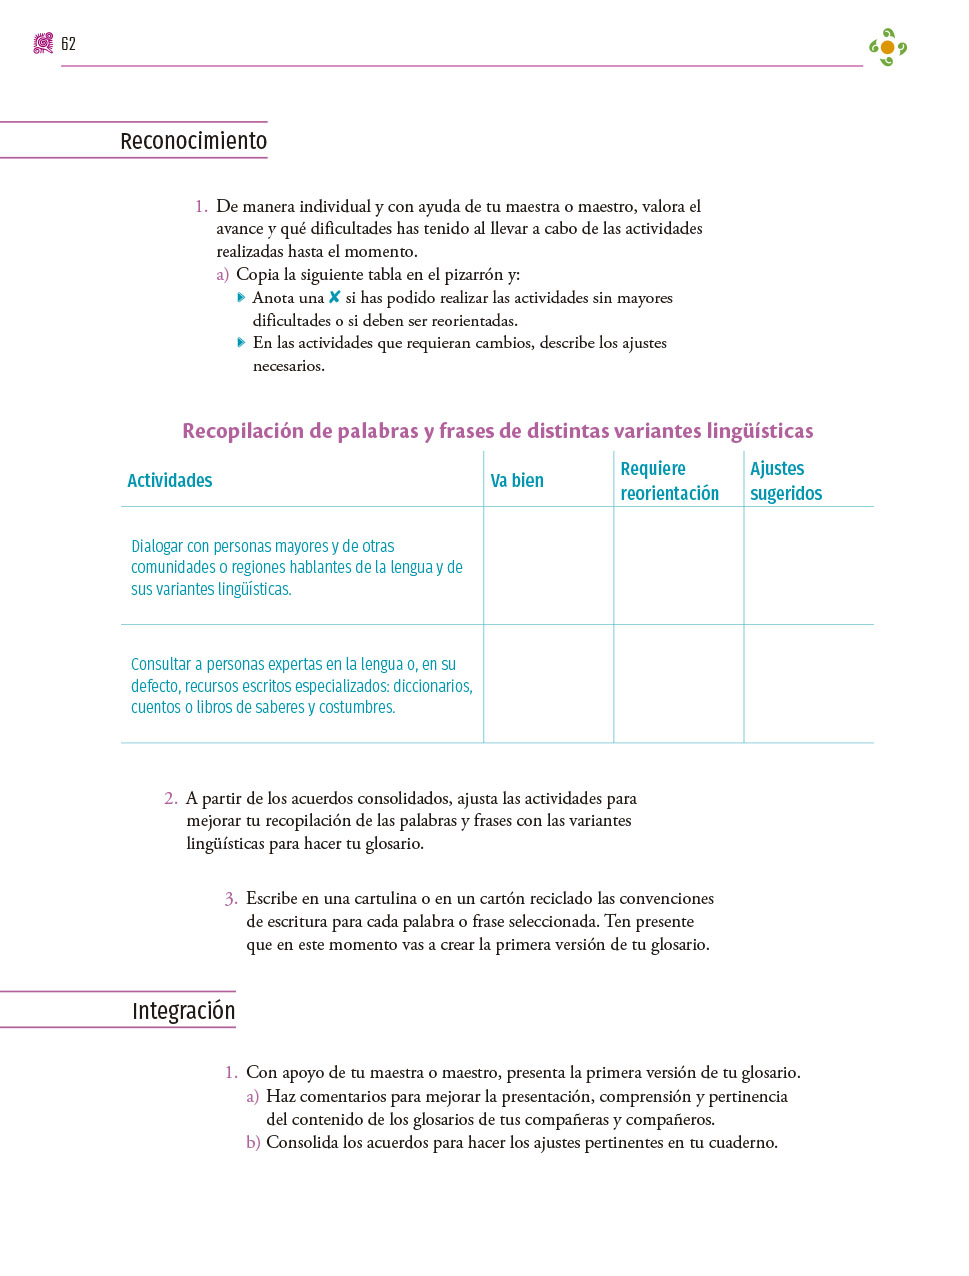 62
Reconocimiento
1. De manera individual y con ayuda de tu maestra o maestro, valora el
avance y qué dificultades has tenido al llevar a cabo de las actividades
realizadas hasta el momento.
a) Copia la siguiente tabla en el pizarrón y:
Anota una ✘ si has podido realizar las actividades sin mayores
dificultades o si deben ser reorientadas.
En las actividades que requieran cambios, describe los ajustes
necesarios.
Recopilación de palabras y frases de distintas variantes lingüísticas
Actividades
Va bien
Requiere
reorientación
Ajustes
sugeridos
Dialogar con personas mayores y de otras
comunidades o regiones hablantes de la lengua y de
sus variantes lingüísticas.
Consultar a personas expertas en la lengua o, en su
defecto, recursos escritos especializados: diccionarios,
cuentos o libros de saberes y costumbres.
2. A partir de los acuerdos consolidados, ajusta las actividades para
mejorar tu recopilación de las palabras y frases con las variantes
lingüísticas para hacer tu glosario.
3. Escribe en una cartulina o en un cartón reciclado las convenciones
de escritura para cada palabra o frase seleccionada. Ten presente
que en este momento vas a crear la primera versión de tu glosario.
Integración
1. Con apoyo de tu maestra o maestro, presenta la primera versión de tu glosario.
a) Haz comentarios para mejorar la presentación, comprensión y pertinencia
del contenido de los glosarios de tus compañeras y compañeros.
b) Consolida los acuerdos para hacer los ajustes pertinentes en tu cuaderno.